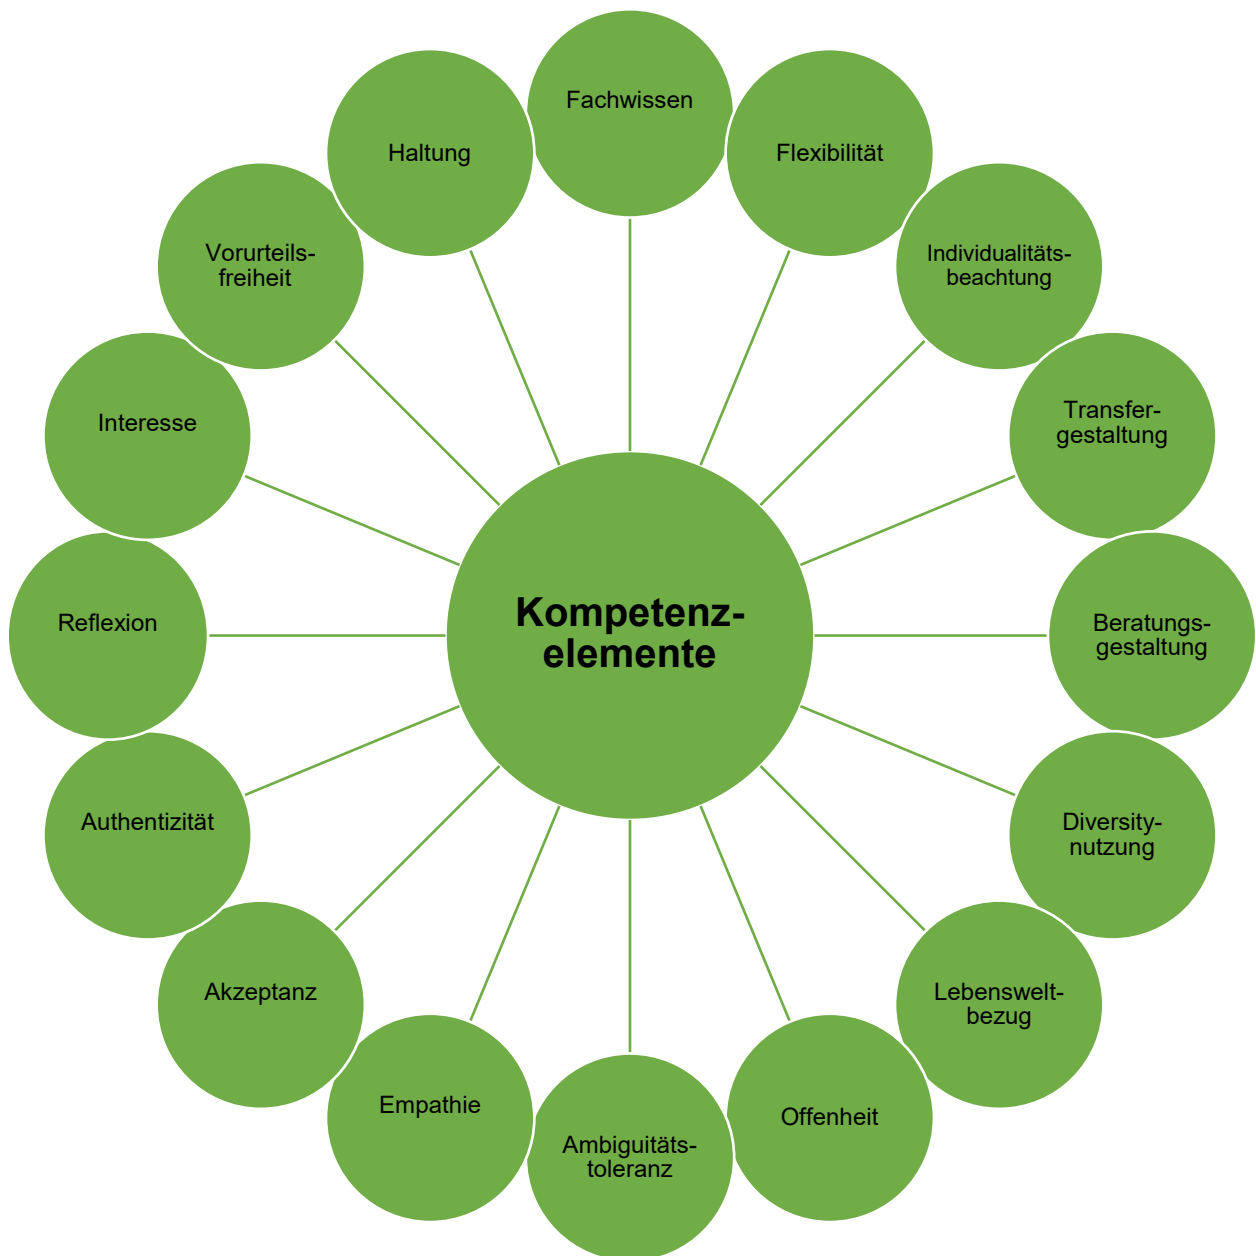 Fachwissen
Flexibilität
Individualitäts-
beachtung
Transfer-
gestaltung
Beratungs-
gestaltung
Diversity-
nutzung
Lebenswelt-
bezug
Offenheit
Ambiguitäts-
toleranz
Empathie
Akzeptanz
Authentizität
Reflexion
Interesse
Vorurteils-
freiheit
Haltung
Kompetenz-
elemente